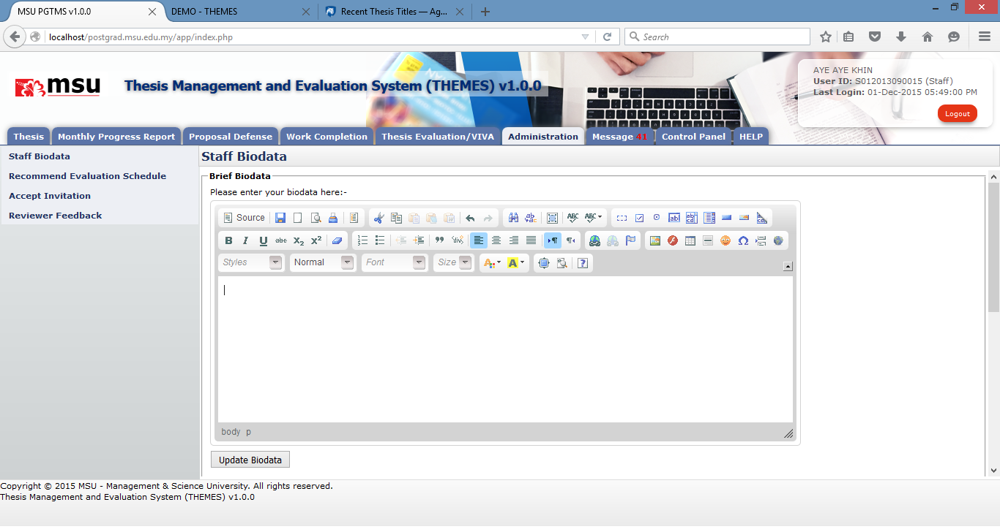 MSU PGTMS v1.0.0
DEMO - THEMES
Recent Thesis Titles — Ag...
localhost/postgrad.msu.edu.my/app/index.php
Search
msu
Thesis Management and Evaluation System (THEMES) v1.0.0
AYE AYE KHIN
User ID: S012013090015 (Staff)
Last Login: 01-Dec-2015 05:49:00 PM
Logout
Thesis
Monthly Progress Report
Proposal Defense
Work Completion
Thesis Evaluation/VIVA
Administration
Message 41
Control Panel
HELP
Staff Biodata
Recommend Evaluation Schedule
Accept Invitation
Reviewer Feedback
Staff Biodata
Brief Biodata
Please enter your biodata here:-
Source
B I U abc X2 X2
Styles
Normal
Font
Size
body p
Update Biodata
Copyright © 2015 MSU - Management & Science University. All rights reserved.
Thesis Management and Evaluation System (THEMES) v1.0.0